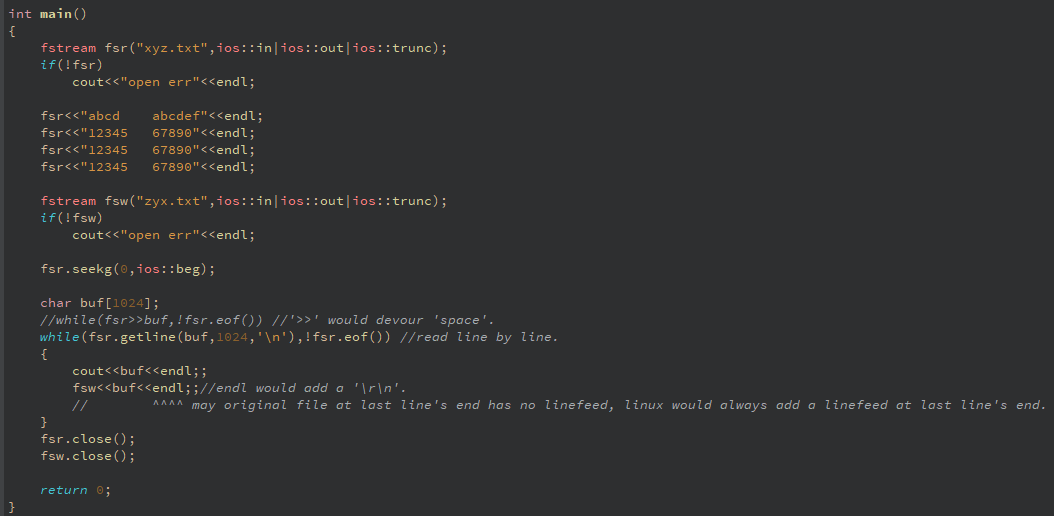 int main()
{
    fstream fsr("xyz.txt",ios::in|ios::out|ios::trunc);
    if(!fsr)
        cout<<"open err"<<endl;

    fsr<<"abcd    abcdef"<<endl;
    fsr<<"12345   67890"<<endl;
    fsr<<"12345   67890"<<endl;
    fsr<<"12345   67890"<<endl;

    fstream fsw("zyx.txt",ios::in|ios::out|ios::trunc);
    if(!fsw)
        cout<<"open err"<<endl;

    fsr.seekg(0,ios::beg);

    char buf[1024];
    //while(fsr>>buf,!fsr.eof()) //'>>' would devour 'space'.
    while(fsr.getline(buf,1024,'\n'),!fsr.eof()) //read line by line.
    {
        cout<<buf<<endl;;
        fsw<<buf<<endl;;//endl would add a '\r\n'.
        //        ^^^^ may original file at last line's end has no linefeed, linux would always add a linefeed at last line's end.
    }
    fsr.close();
    fsw.close();

    return 0;
}